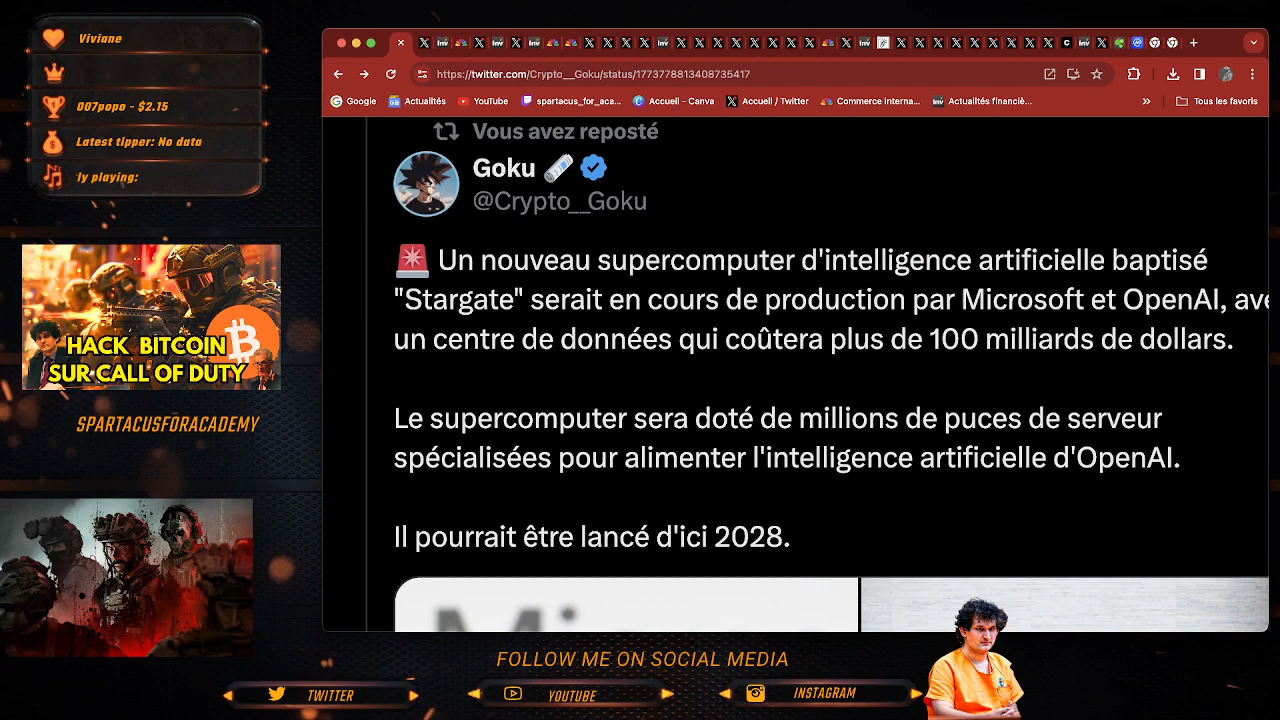 Viviane
007popo - $2.15
Latest tipper: No data
ly playing:
HACK BITCOIN
SUR CALL OF DUTY
SPARTACUSFORACADEMY
https://twitter.com/Crypto__Goku/status/1773778813408735417
Google
Actualités
YouTube
spartacus_for_aca...
Accueil - Canva
Accueil / Twitter
Commerce interna...
Inv
Actualités financiè...
»
Tous les favoris
Vous avez reposté
Goku
@Crypto__Goku
Un nouveau supercomputer d'intelligence artificielle baptisé
"Stargate" serait en cours de production par Microsoft et OpenAI, ave
un centre de données qui coûtera plus de 100 milliards de dollars.
Le supercomputer sera doté de millions de puces de serveur
spécialisées pour alimenter l'intelligence artificielle d'OpenAI.
Il pourrait être lancé d'ici 2028.
Mi
FOLLOW ME ON SOCIAL MEDIA
TWITTER
YOUTUBE
INSTAGRAM